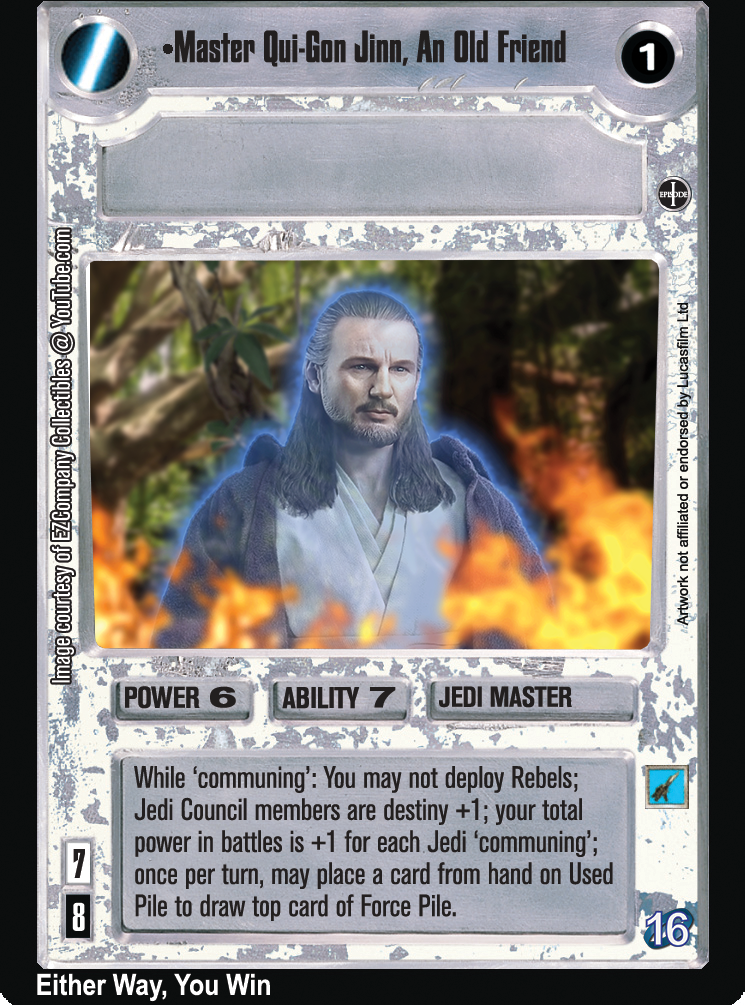 •Master Qui-Gon Jinn, An Old Friend
1
EPISODE
I
Image courtesy of EZCompany Collectibles @ YouTube.com
Artwork not affiliated or endorsed by Lucasfilm Ltd
POWER 6
ABILITY 7
JEDI MASTER
While ‘communing’: You may not deploy Rebels;
Jedi Council members are destiny +1; your total
power in battles is +1 for each Jedi ‘communing’;
once per turn, may place a card from hand on Used
Pile to draw top card of Force Pile.
7
8
16
Either Way, You Win